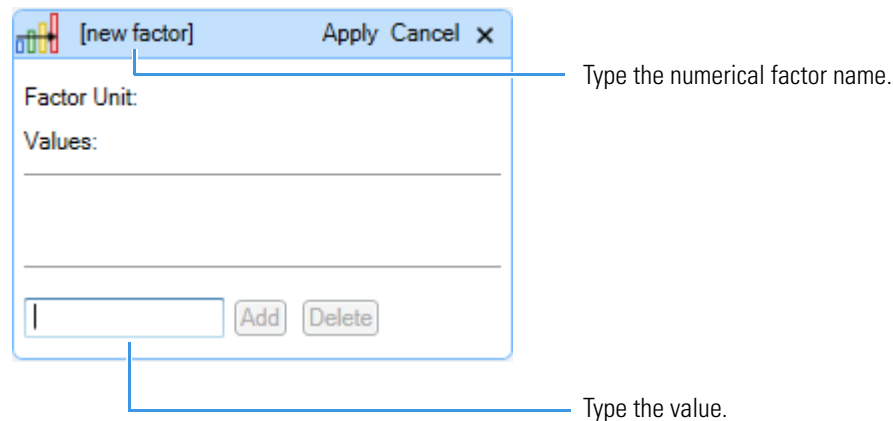 [new factor] Apply Cancel x
Type the numerical factor name.
Factor Unit:
Values:
Add Delete
Type the value.